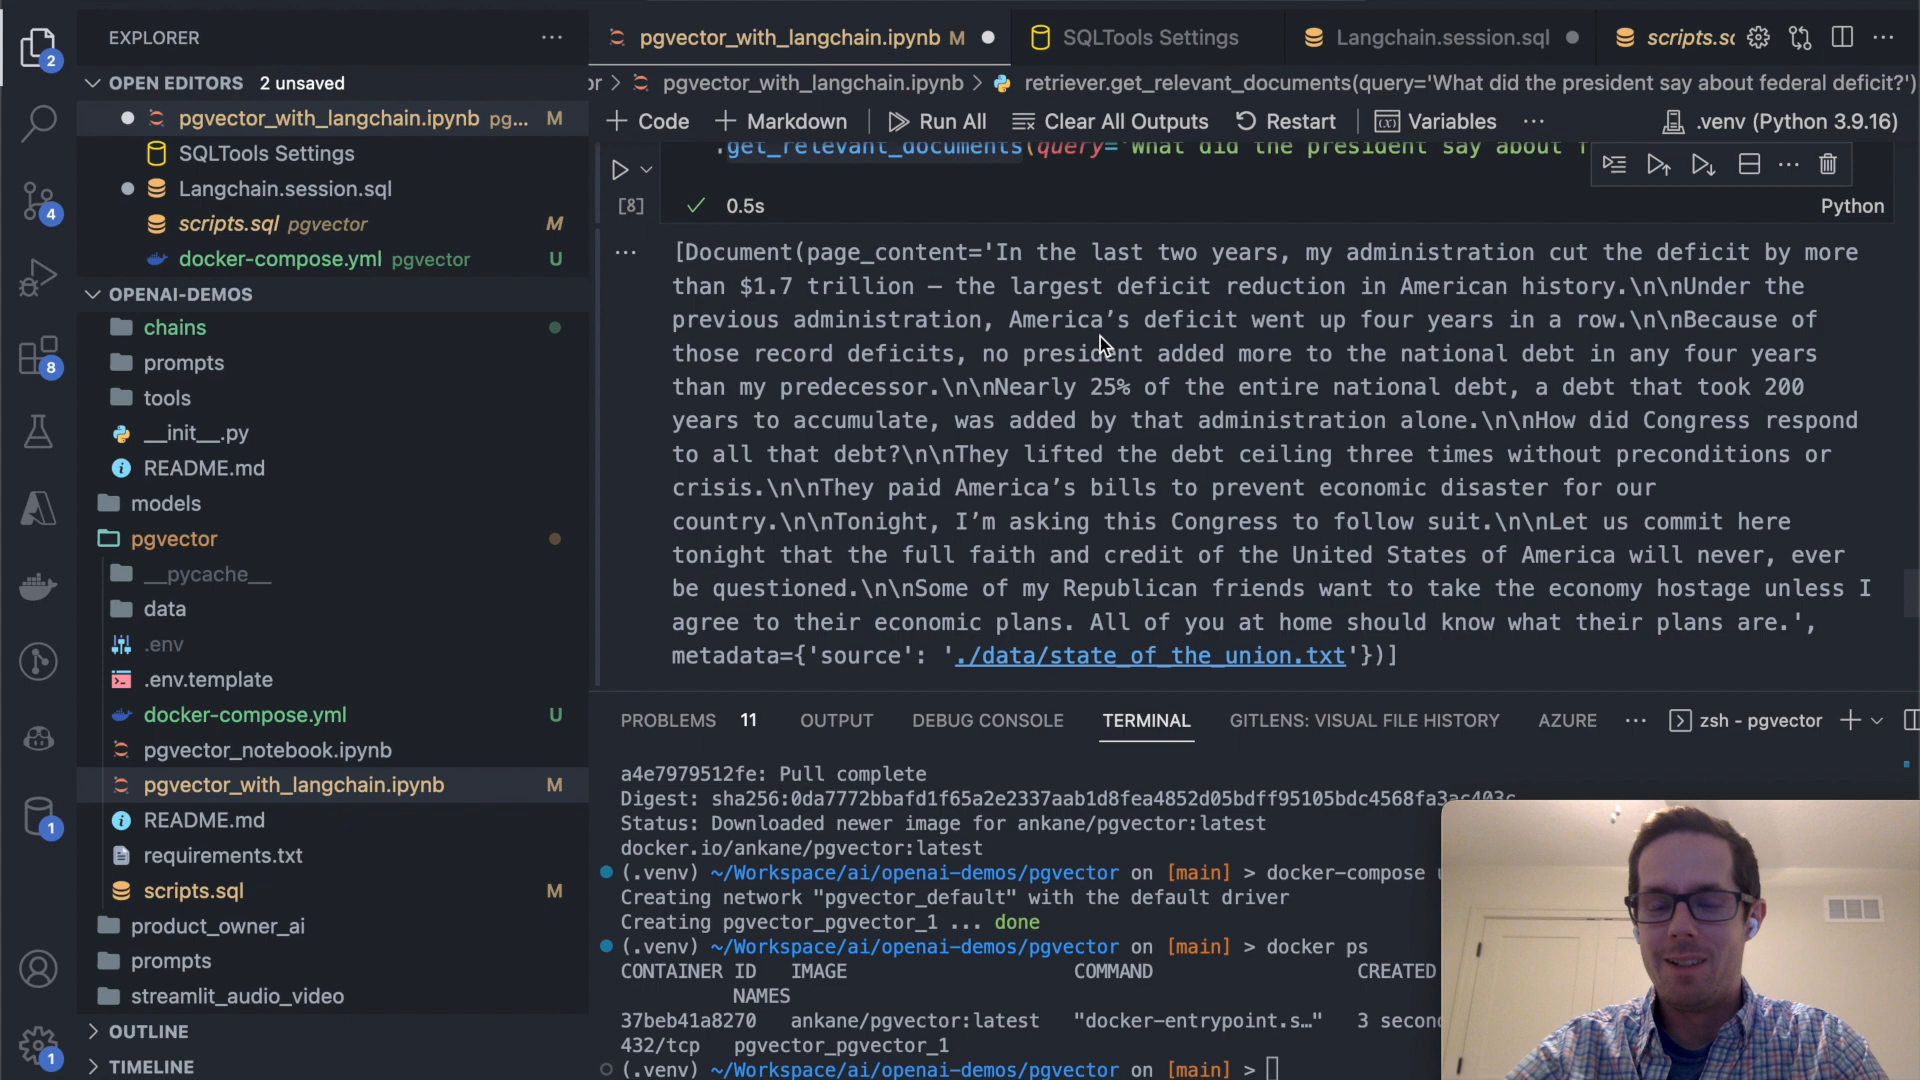 EXPLORER
OPEN EDITORS 2 unsaved
pgvector_with_langchain.ipynb pg... M
SQLTools Settings
Langchain.session.sql
scripts.sql pgvector M
docker-compose.yml pgvector U
OPENAI-DEMOS
chains
prompts
tools
__init__.py
README.md
models
pgvector
__pycache__
data
.env
.env.template
docker-compose.yml U
pgvector_notebook.ipynb
pgvector_with_langchain.ipynb M
README.md
requirements.txt
scripts.sql M
product_owner_ai
prompts
streamlit_audio_video
OUTLINE
TIMELINE
2
4
8
1
1
pgvector_with_langchain.ipynb M
SQLTools Settings
Langchain.session.sql
or > pgvector_with_langchain.ipynb > retriever.get_relevant_documents(query='What did the president say about federal deficit?')
+ Code + Markdown Run All Clear All Outputs Restart Variables ... .venv (Python 3.9.16)
.get_relevant_documents(query='What did the president say about
[8] 0.5s Python
[Document(page_content='In the last two years, my administration cut the deficit by more
than $1.7 trillion – the largest deficit reduction in American history.\n\nUnder the
previous administration, America’s deficit went up four years in a row.\n\nBecause of
those record deficits, no president added more to the national debt in any four years
than my predecessor.\n\nNearly 25% of the entire national debt, a debt that took 200
years to accumulate, was added by that administration alone.\n\nHow did Congress respond
to all that debt?\n\nThey lifted the debt ceiling three times without preconditions or
crisis.\n\nThey paid America’s bills to prevent economic disaster for our
country.\n\nTonight, I’m asking this Congress to follow suit.\n\nLet us commit here
tonight that the full faith and credit of the United States of America will never, ever
be questioned.\n\nSome of my Republican friends want to take the economy hostage unless I
agree to their economic plans. All of you at home should know what their plans are.',
metadata={'source': './data/state_of_the_union.txt'})]
PROBLEMS 11 OUTPUT DEBUG CONSOLE TERMINAL GITLENS: VISUAL FILE HISTORY AZURE ... zsh - pgvector
a4e7979512fe: Pull complete
Digest:
Status: Downloaded newer image for ankane/pgvector:latest
docker.io/ankane/pgvector:latest
(.venv) ~/Workspace/ai/openai-demos/pgvector on [main] > docker-compose
Creating network "pgvector_default" with the default driver
Creating pgvector_pgvector_1 ... done
(.venv) ~/Workspace/ai/openai-demos/pgvector on [main] > docker ps
CONTAINER ID IMAGE COMMAND CREATED
NAMES
37beb41a8270 ankane/pgvector:latest "docker-entrypoint.s…" 3
432/tcp pgvector_pgvector_1
(.venv) ~/Workspace/ai/openai-demos/pgvector on [main] >